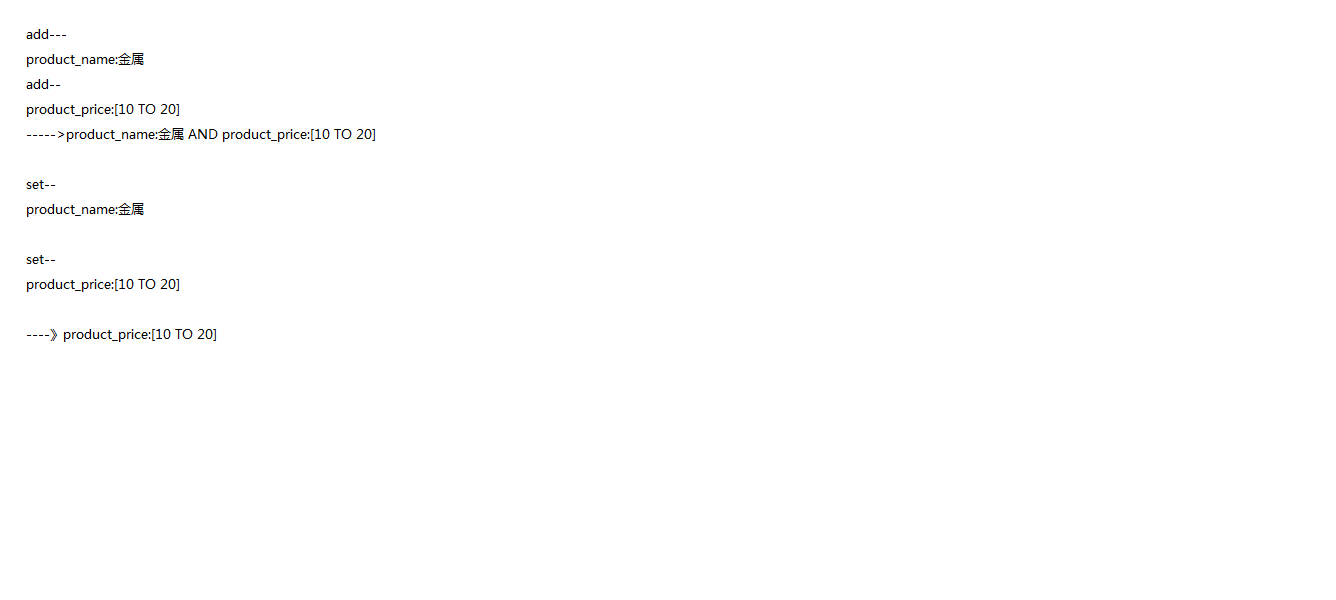 add---
product_name:金属
add--
product_price:[10 TO 20]
----->product_name:金属 AND product_price:[10 TO 20]
set--
product_name:金属
set--
product_price:[10 TO 20]
----》product_price:[10 TO 20]